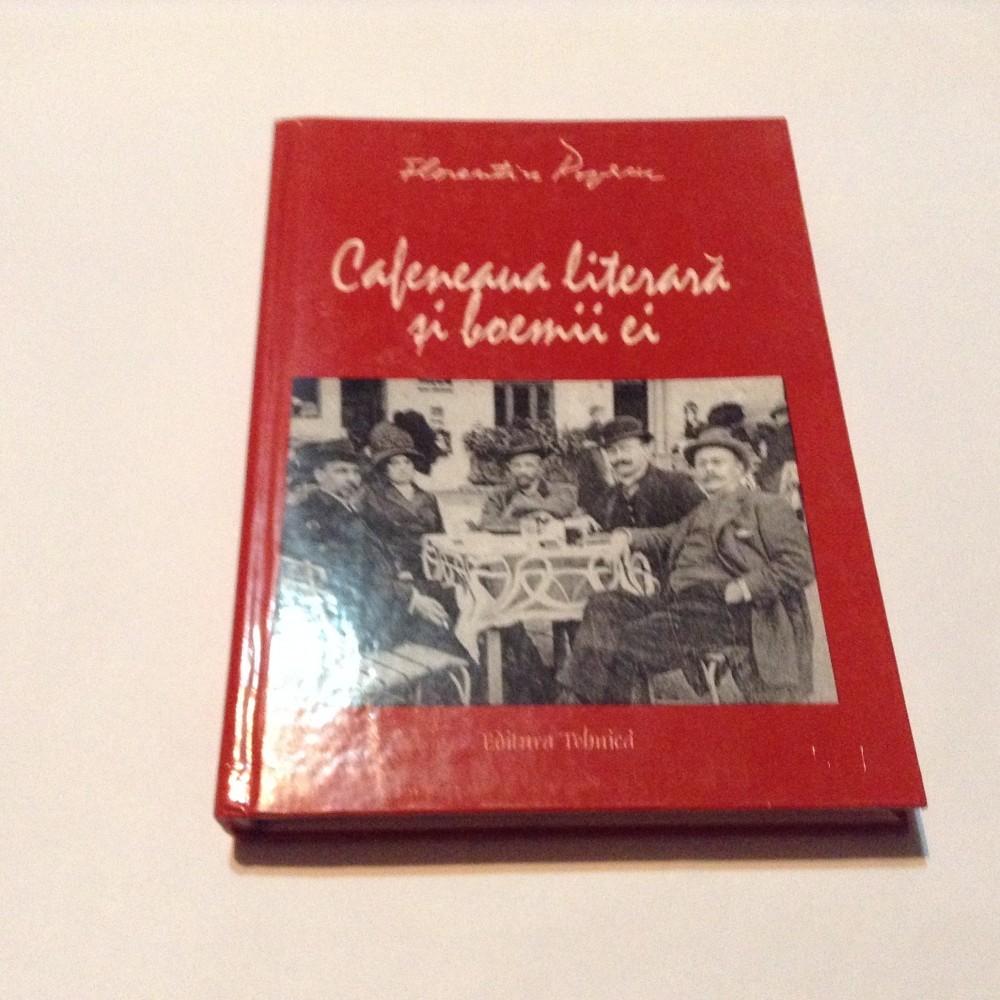 Florentin Popescu
Cafeneaua literară
și boemii ei
Editura Tehnică